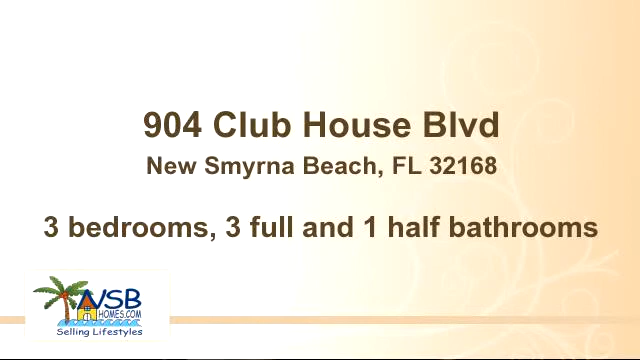 904 Club House Blvd
New Smyrna Beach, FL 32168
3 bedrooms, 3 full and 1 half bathrooms
NSB
HOMES.COM
Selling Lifestyles